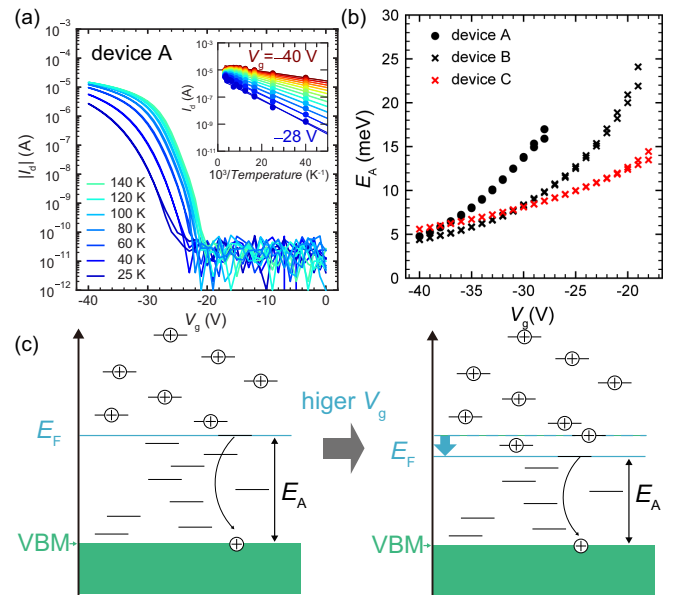 (a)
device A
|I_d| (A)
10⁻³
10⁻⁴
10⁻⁵
10⁻⁶
10⁻⁷
10⁻⁸
10⁻⁹
10⁻¹⁰
10⁻¹¹
10⁻¹²
140 K
120 K
100 K
80 K
60 K
40 K
25 K
-40
-30
-20
-10
0
V_g (V)
V_g=–40 V
–28 V
I_d (A)
10⁻³
10⁻⁵
10⁻⁷
10⁻⁹
10⁻¹¹
0
20
40
10³/Temperature (K⁻¹)
(b)
device A
device B
device C
E_A (meV)
30
25
20
15
10
5
0
-40
-35
-30
-25
-20
V_g(V)
(c)
E_F
E_A
VBM
higer V_g
E_F
E_A
VBM